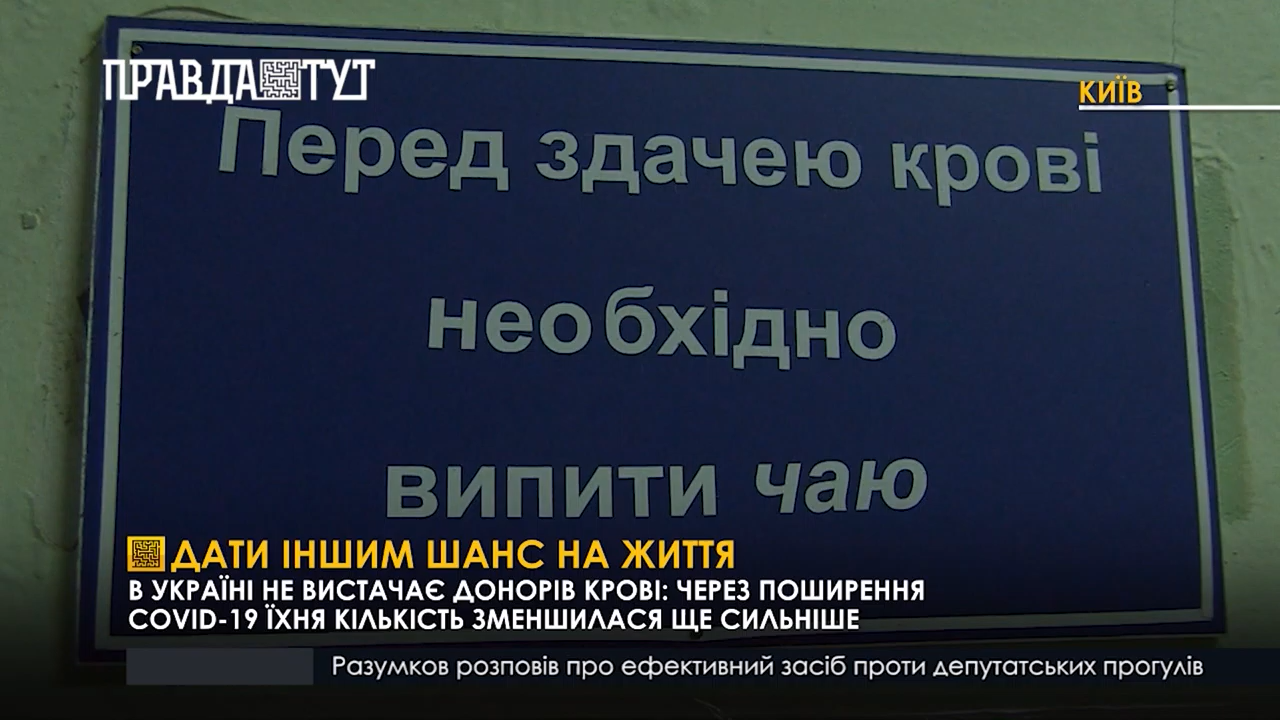 ПРАВДА ТУТ
КИЇВ
Перед здачею крові
необхідно
випити чаю
ДАТИ ІНШИМ ШАНС НА ЖИТТЯ
В УКРАЇНІ НЕ ВИСТАЧАЄ ДОНОРІВ КРОВІ: ЧЕРЕЗ ПОШИРЕННЯ
COVID-19 ЇХНЯ КІЛЬКІСТЬ ЗМЕНШИЛАСЯ ЩЕ СИЛЬНІШЕ
Разумков розповів про ефективний засіб проти депутатських прогулів